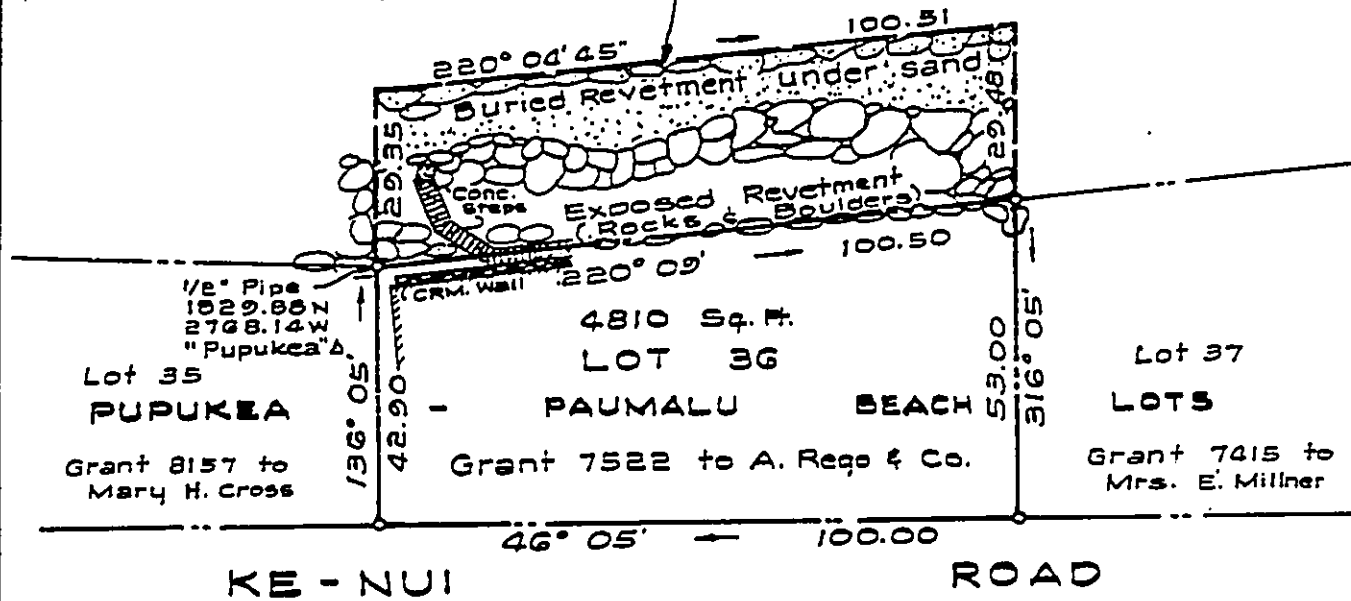 220° 04' 45"
100.51
Buried Revetment under sand
29.35
29.48
Conc.
Steps
Exposed Revetment
(Rocks & Boulders)
100.50
220° 09'
CRM. Wall
1/2" Pipe
1829.88 N
2768.14 W
"Pupukea" Δ
4810 Sq. Ft.
LOT 36
Lot 35
Lot 37
PUPUKEA - PAUMALU BEACH LOTS
136° 05'
42.90
53.00
316° 05'
Grant 8157 to
Mary H. Cross
Grant 7522 to A. Rego & Co.
Grant 7415 to
Mrs. E. Millner
46° 05'
100.00
KE - NUI ROAD